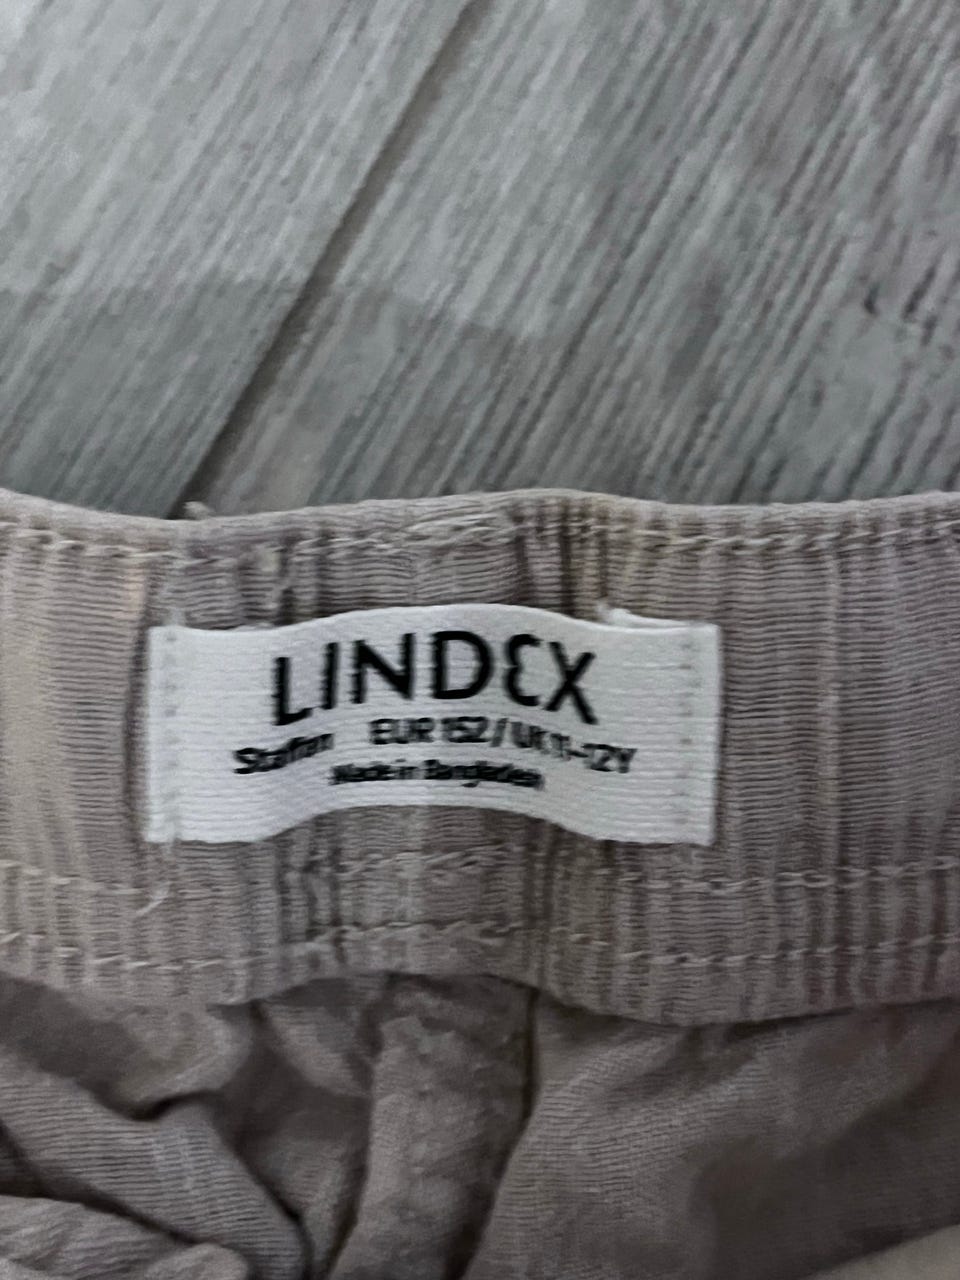 LINDEX
Staffan EUR 152 / UK 11-12Y
Made in Bangladesh